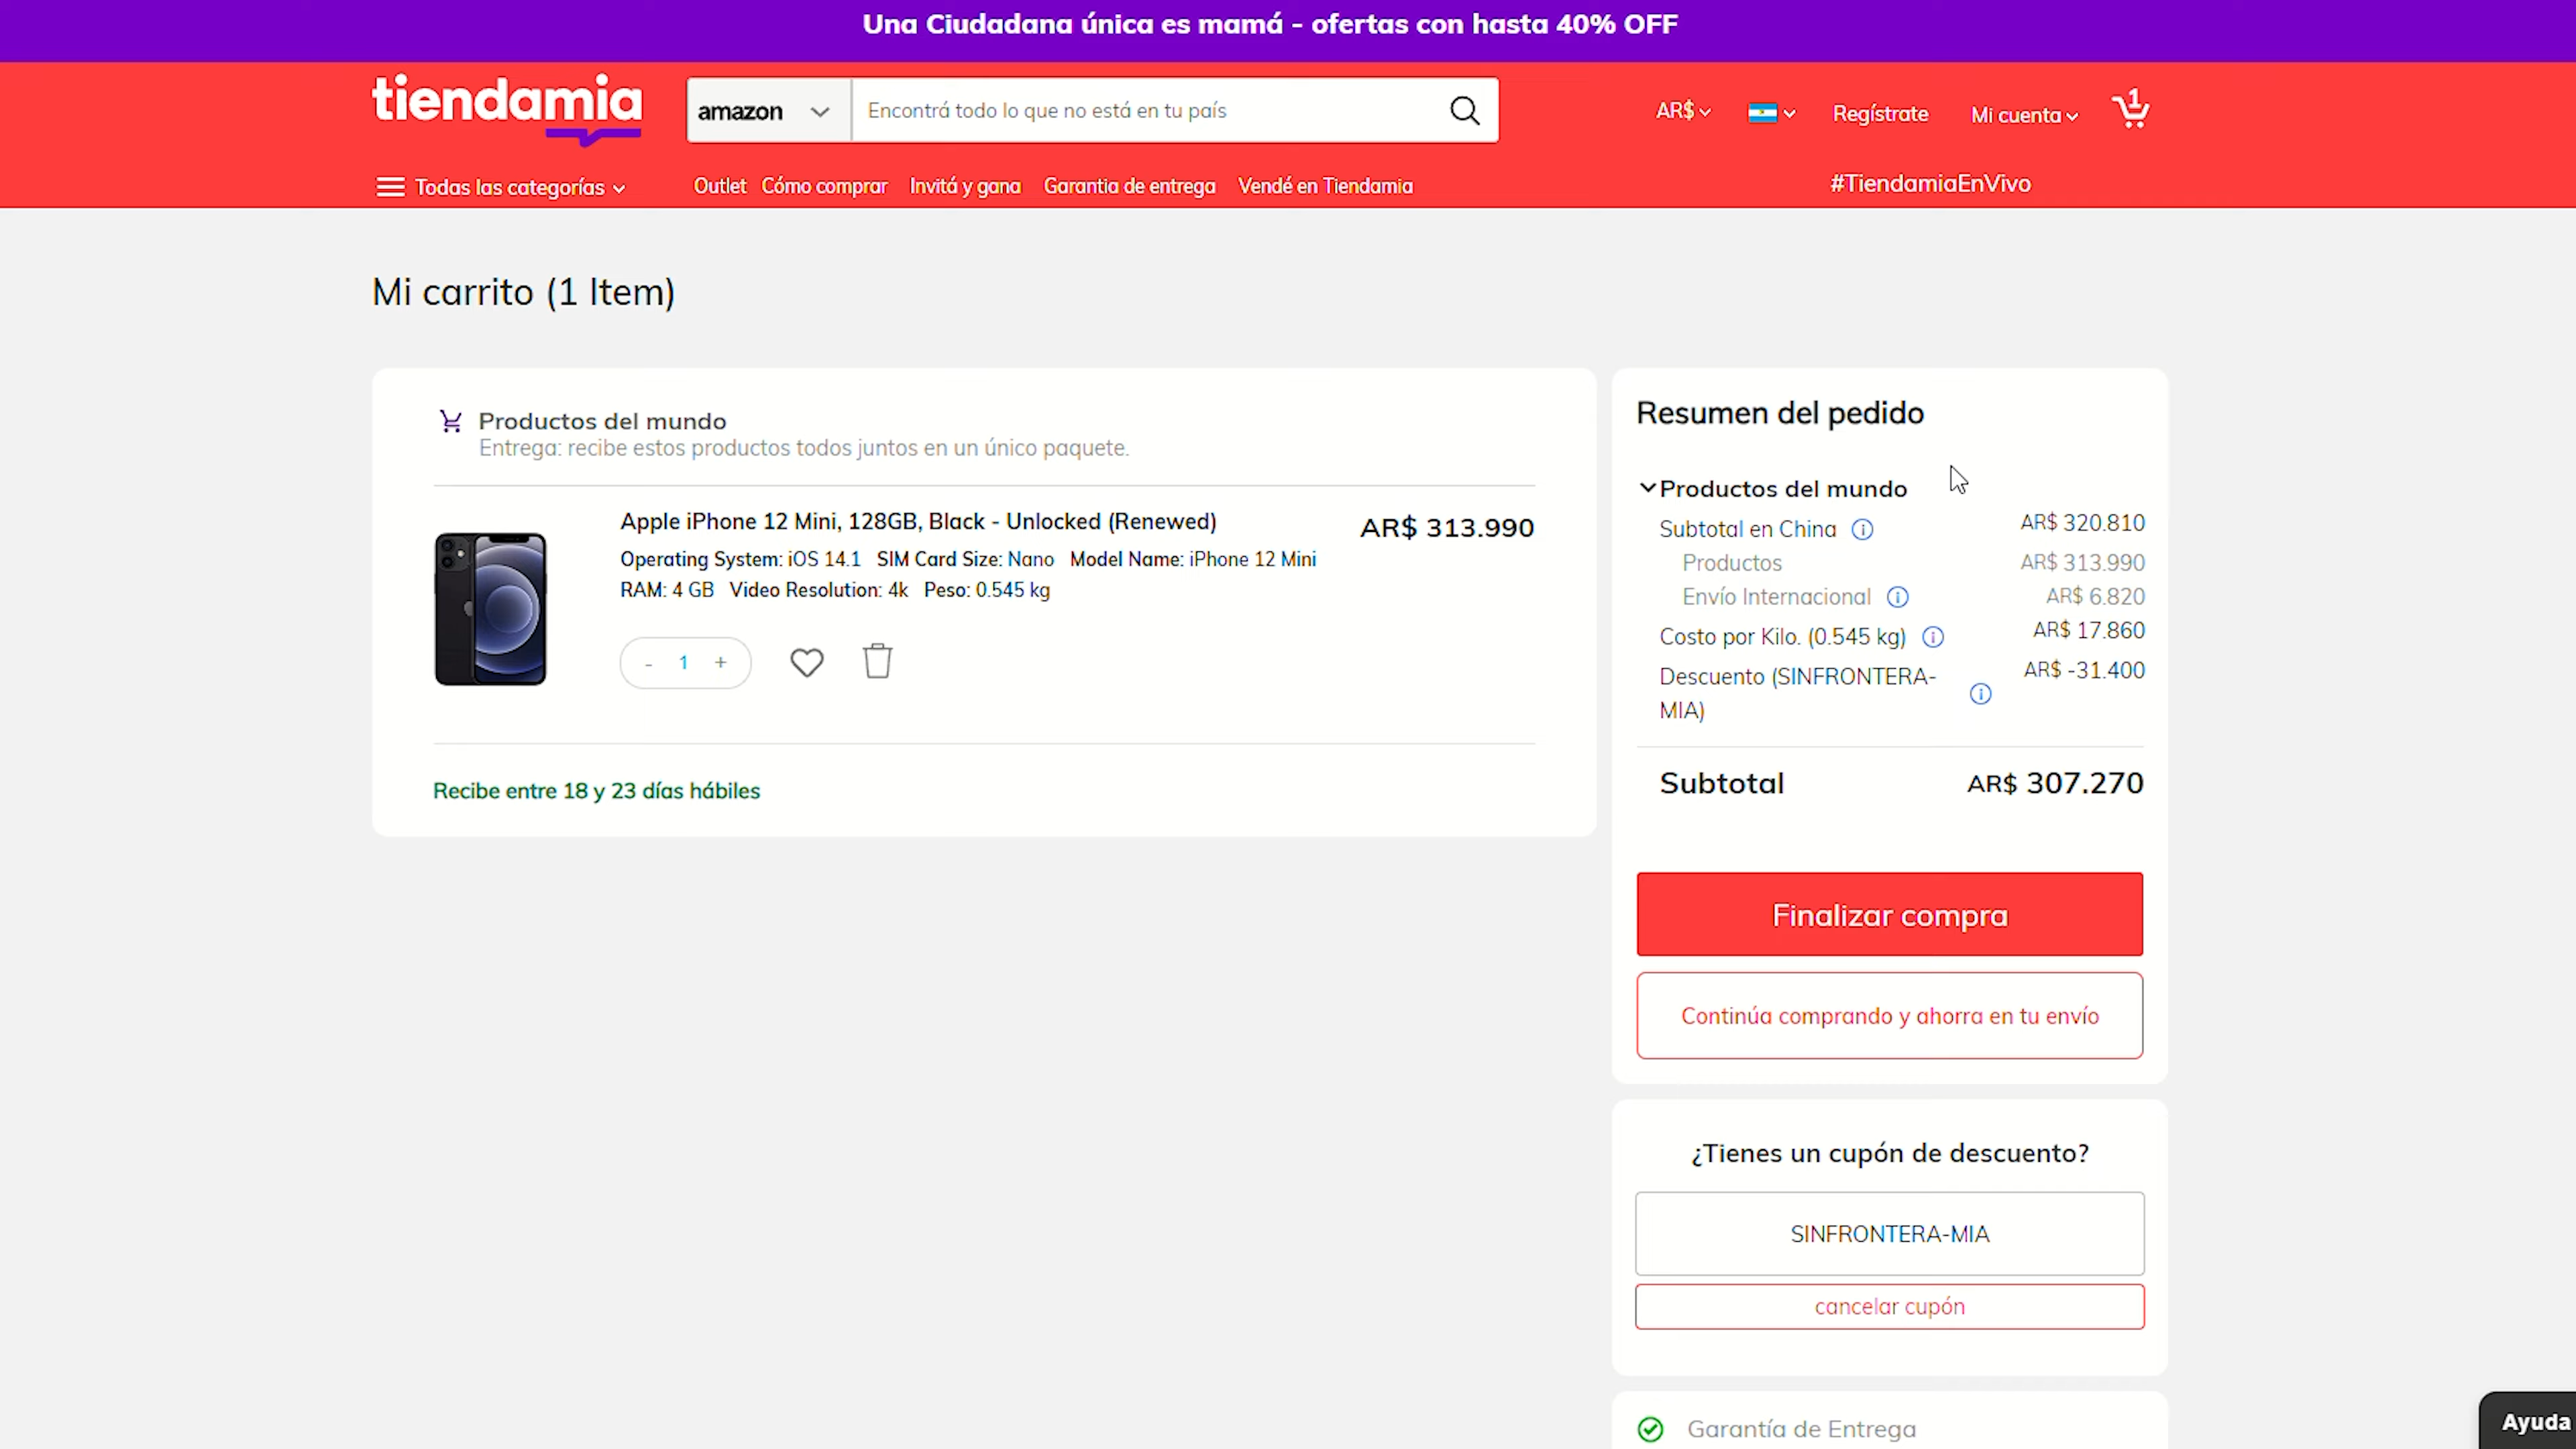 Una Ciudadana única es mamá - ofertas con hasta 40% OFF
tiendamia
amazon
Encontrá todo lo que no está en tu país
AR$
Regístrate
Mi cuenta
1
Todas las categorías
Outlet Cómo comprar Invitá y gana Garantia de entrega Vendé en Tiendamia
#TiendamiaEnVivo
Mi carrito (1 Item)
Productos del mundo
Entrega: recibe estos productos todos juntos en un único paquete.
Apple iPhone 12 Mini, 128GB, Black - Unlocked (Renewed)
AR$ 313.990
Operating System: iOS 14.1 SIM Card Size: Nano Model Name: iPhone 12 Mini
RAM: 4 GB Video Resolution: 4k Peso: 0.545 kg
- 1 +
Recibe entre 18 y 23 días hábiles
Resumen del pedido
Productos del mundo
Subtotal en China AR$ 320.810
Productos AR$ 313.990
Envío Internacional AR$ 6.820
Costo por Kilo. (0.545 kg) AR$ 17.860
Descuento (SINFRONTERA- AR$ -31.400
MIA)
Subtotal AR$ 307.270
Finalizar compra
Continúa comprando y ahorra en tu envío
¿Tienes un cupón de descuento?
SINFRONTERA-MIA
cancelar cupón
Garantía de Entrega
Ayuda